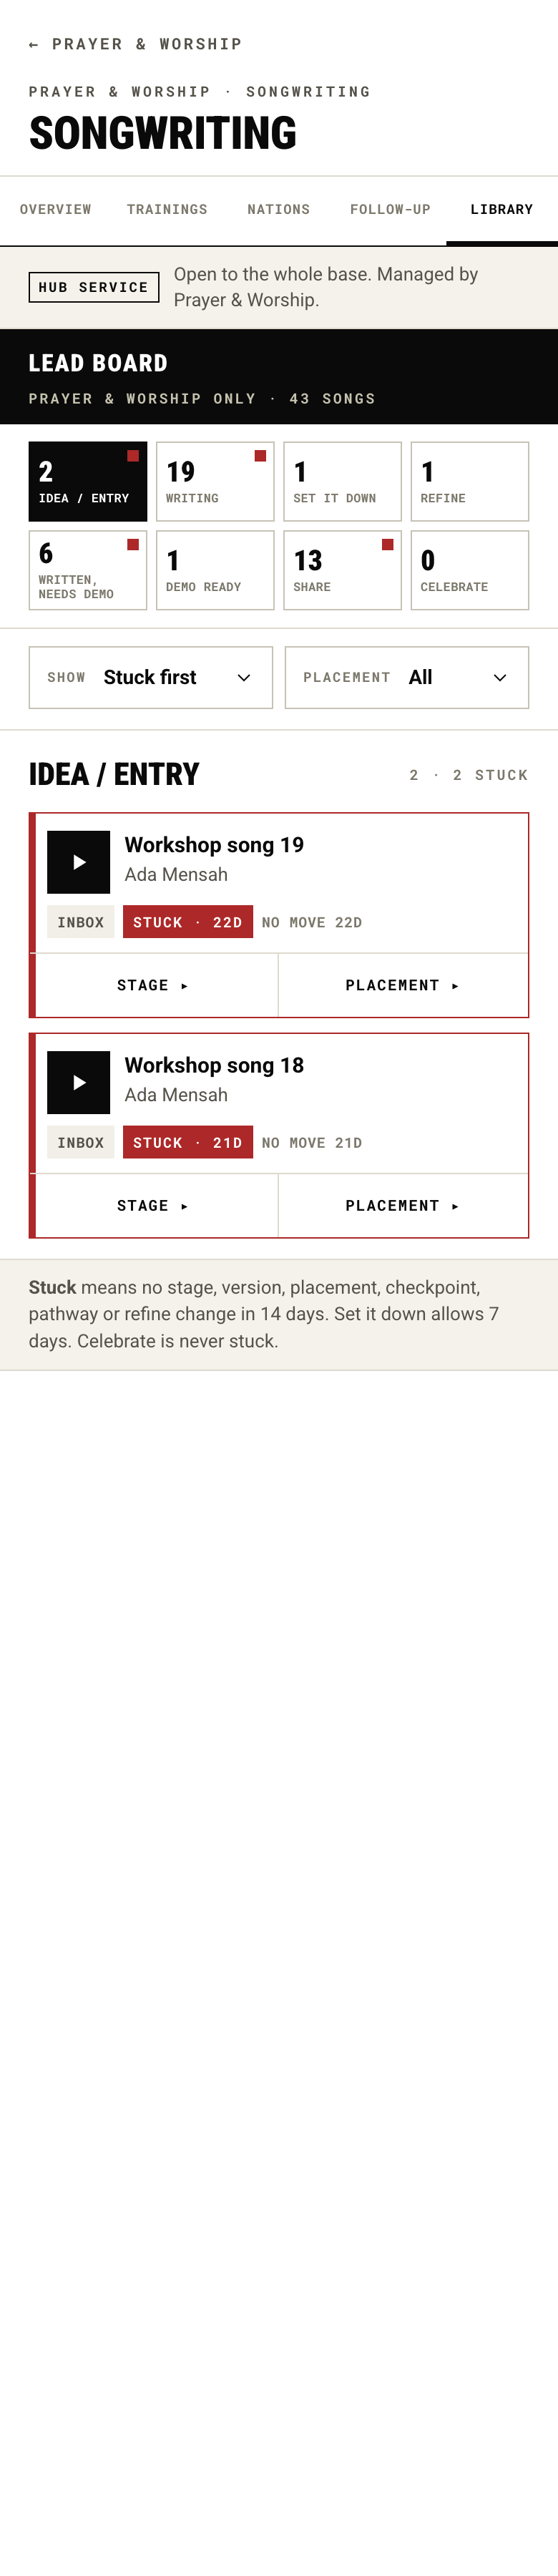 ← PRAYER & WORSHIP
PRAYER & WORSHIP · SONGWRITING
SONGWRITING
OVERVIEW TRAININGS NATIONS FOLLOW-UP LIBRARY
HUB SERVICE
Open to the whole base. Managed by
Prayer & Worship.
LEAD BOARD
PRAYER & WORSHIP ONLY · 43 SONGS
2
IDEA / ENTRY
19
WRITING
1
SET IT DOWN
1
REFINE
6
WRITTEN,
NEEDS DEMO
1
DEMO READY
13
SHARE
0
CELEBRATE
SHOW Stuck first
PLACEMENT All
IDEA / ENTRY
2 · 2 STUCK
Workshop song 19
Ada Mensah
INBOX STUCK · 22D NO MOVE 22D
STAGE ▸ PLACEMENT ▸
Workshop song 18
Ada Mensah
INBOX STUCK · 21D NO MOVE 21D
STAGE ▸ PLACEMENT ▸
Stuck means no stage, version, placement, checkpoint,
pathway or refine change in 14 days. Set it down allows 7
days. Celebrate is never stuck.